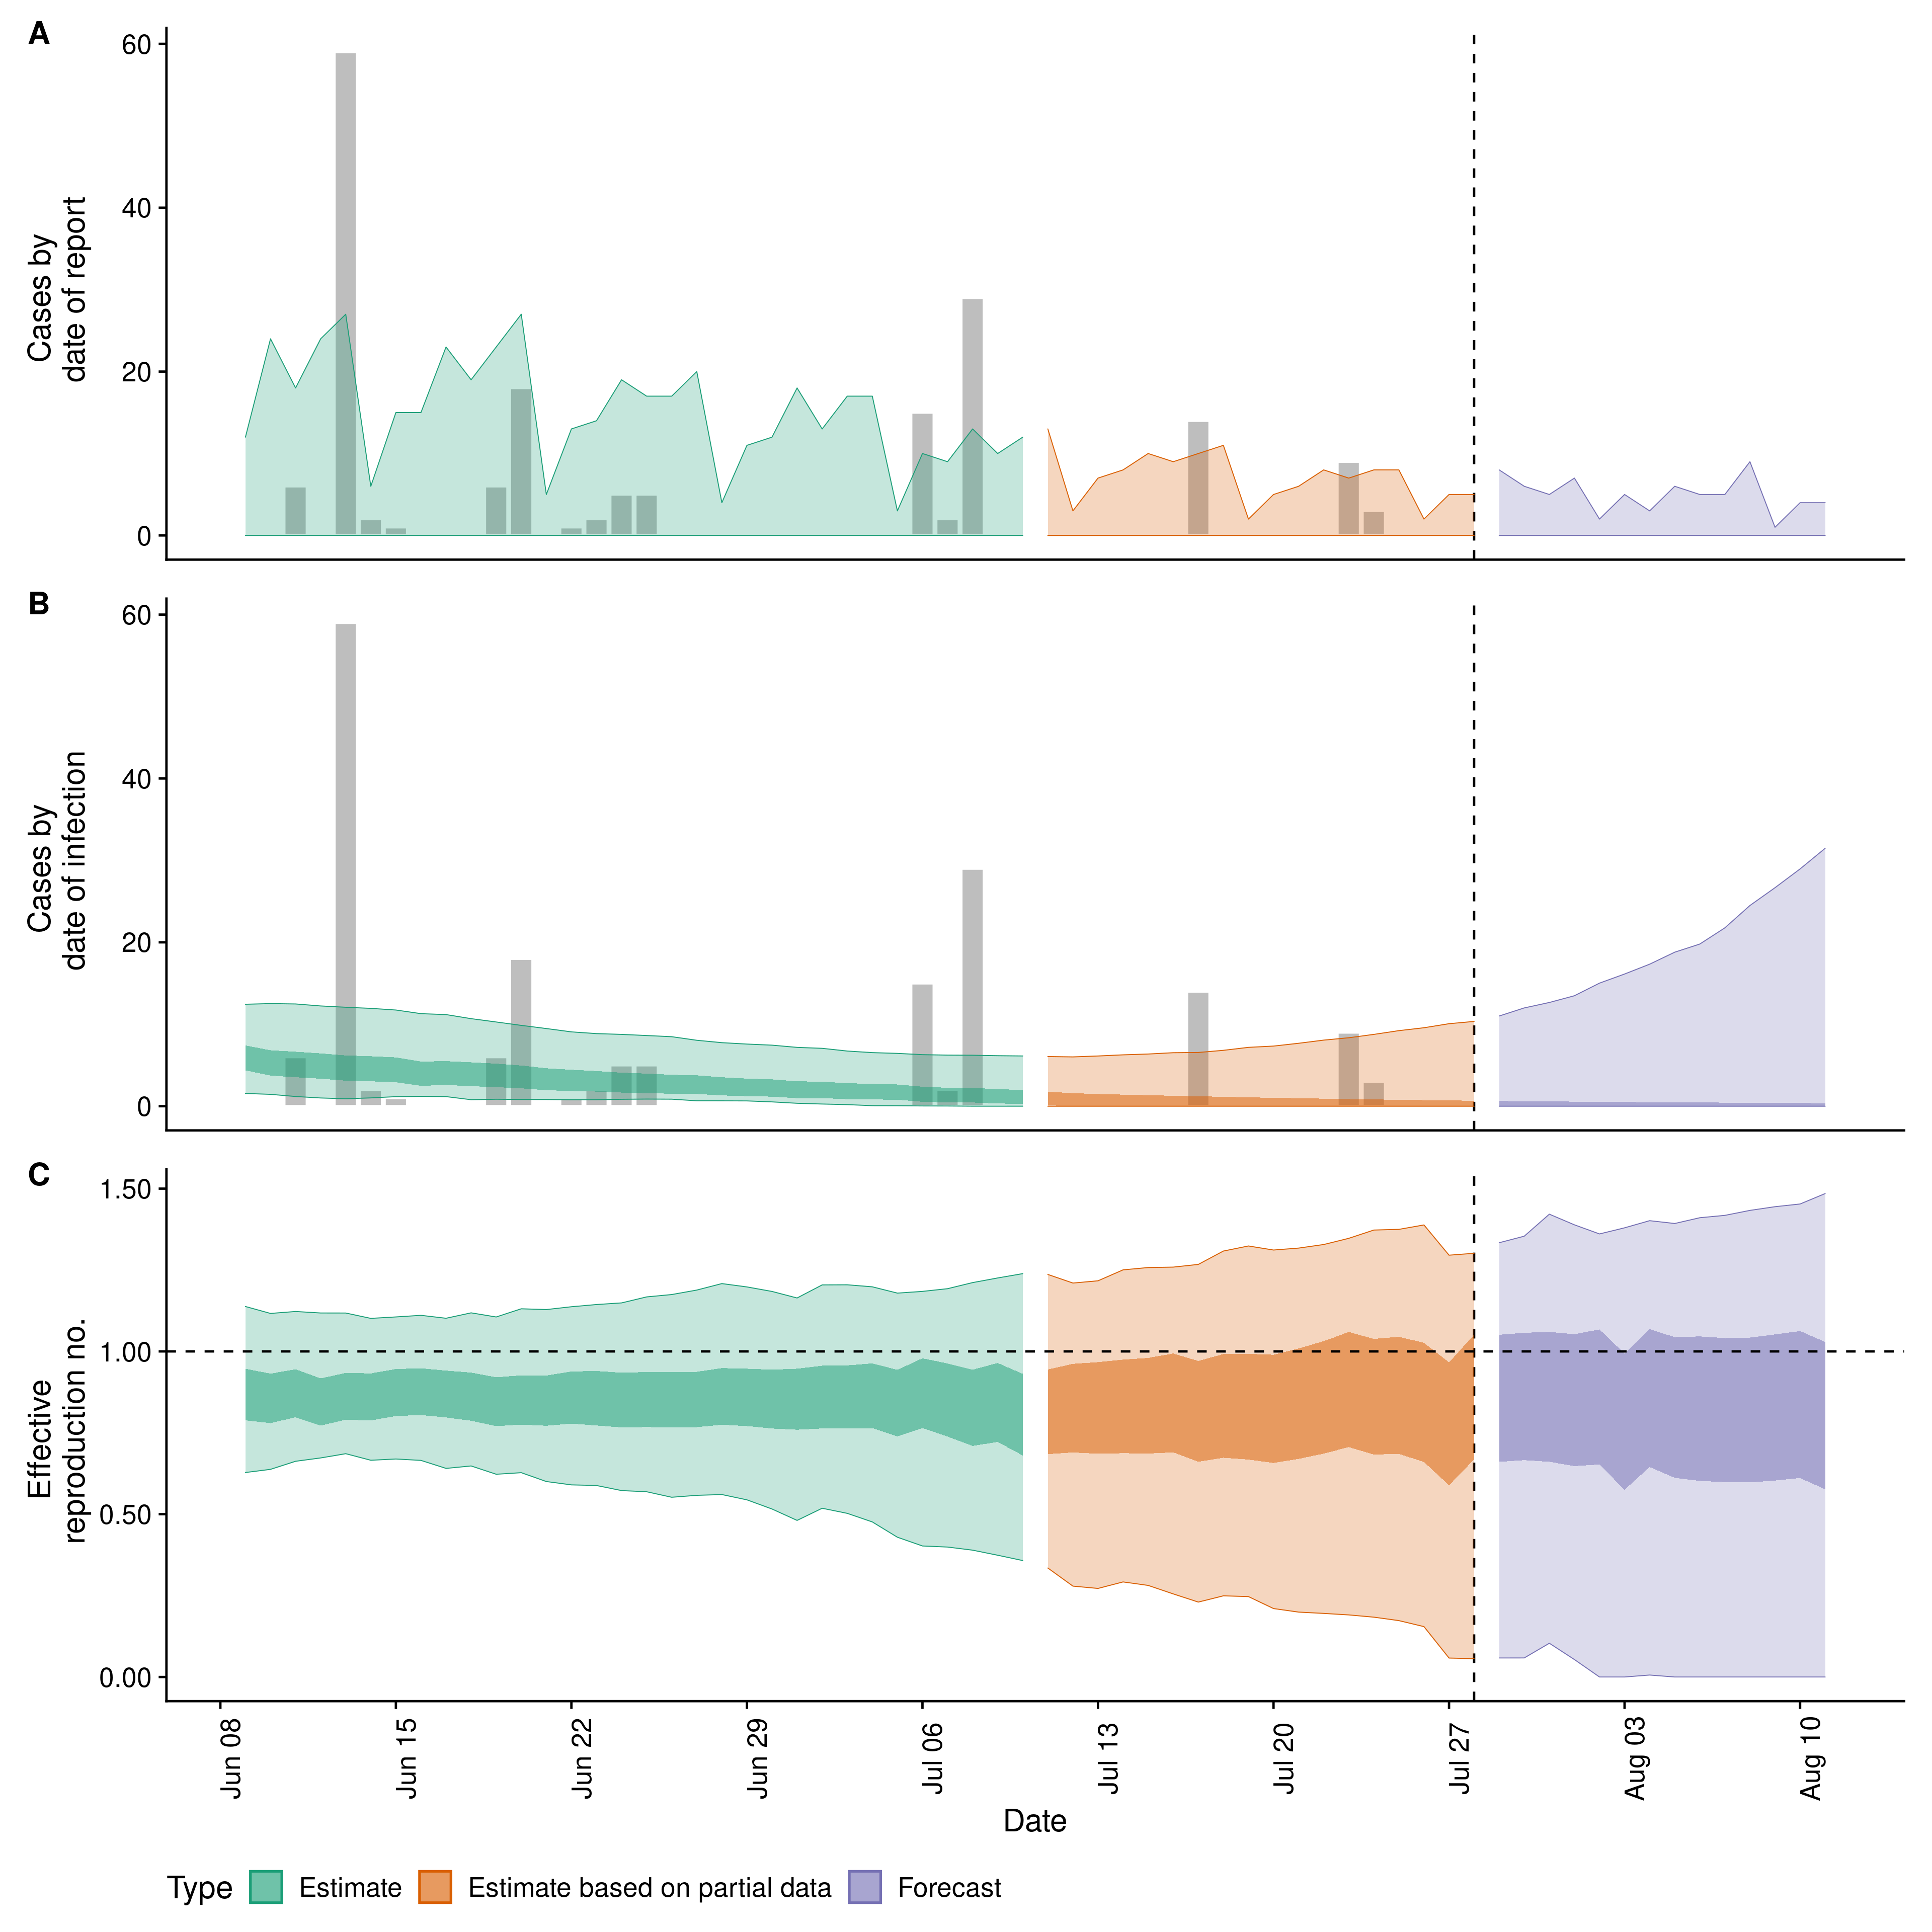 A
60
40
20
0
Cases by
date of report
B
60
40
20
0
Cases by
date of infection
C
1.50
1.00
0.50
0.00
Effective
reproduction no.
Jun 08
Jun 15
Jun 22
Jun 29
Jul 06
Jul 13
Jul 20
Jul 27
Aug 03
Aug 10
Date
Type Estimate Estimate based on partial data Forecast